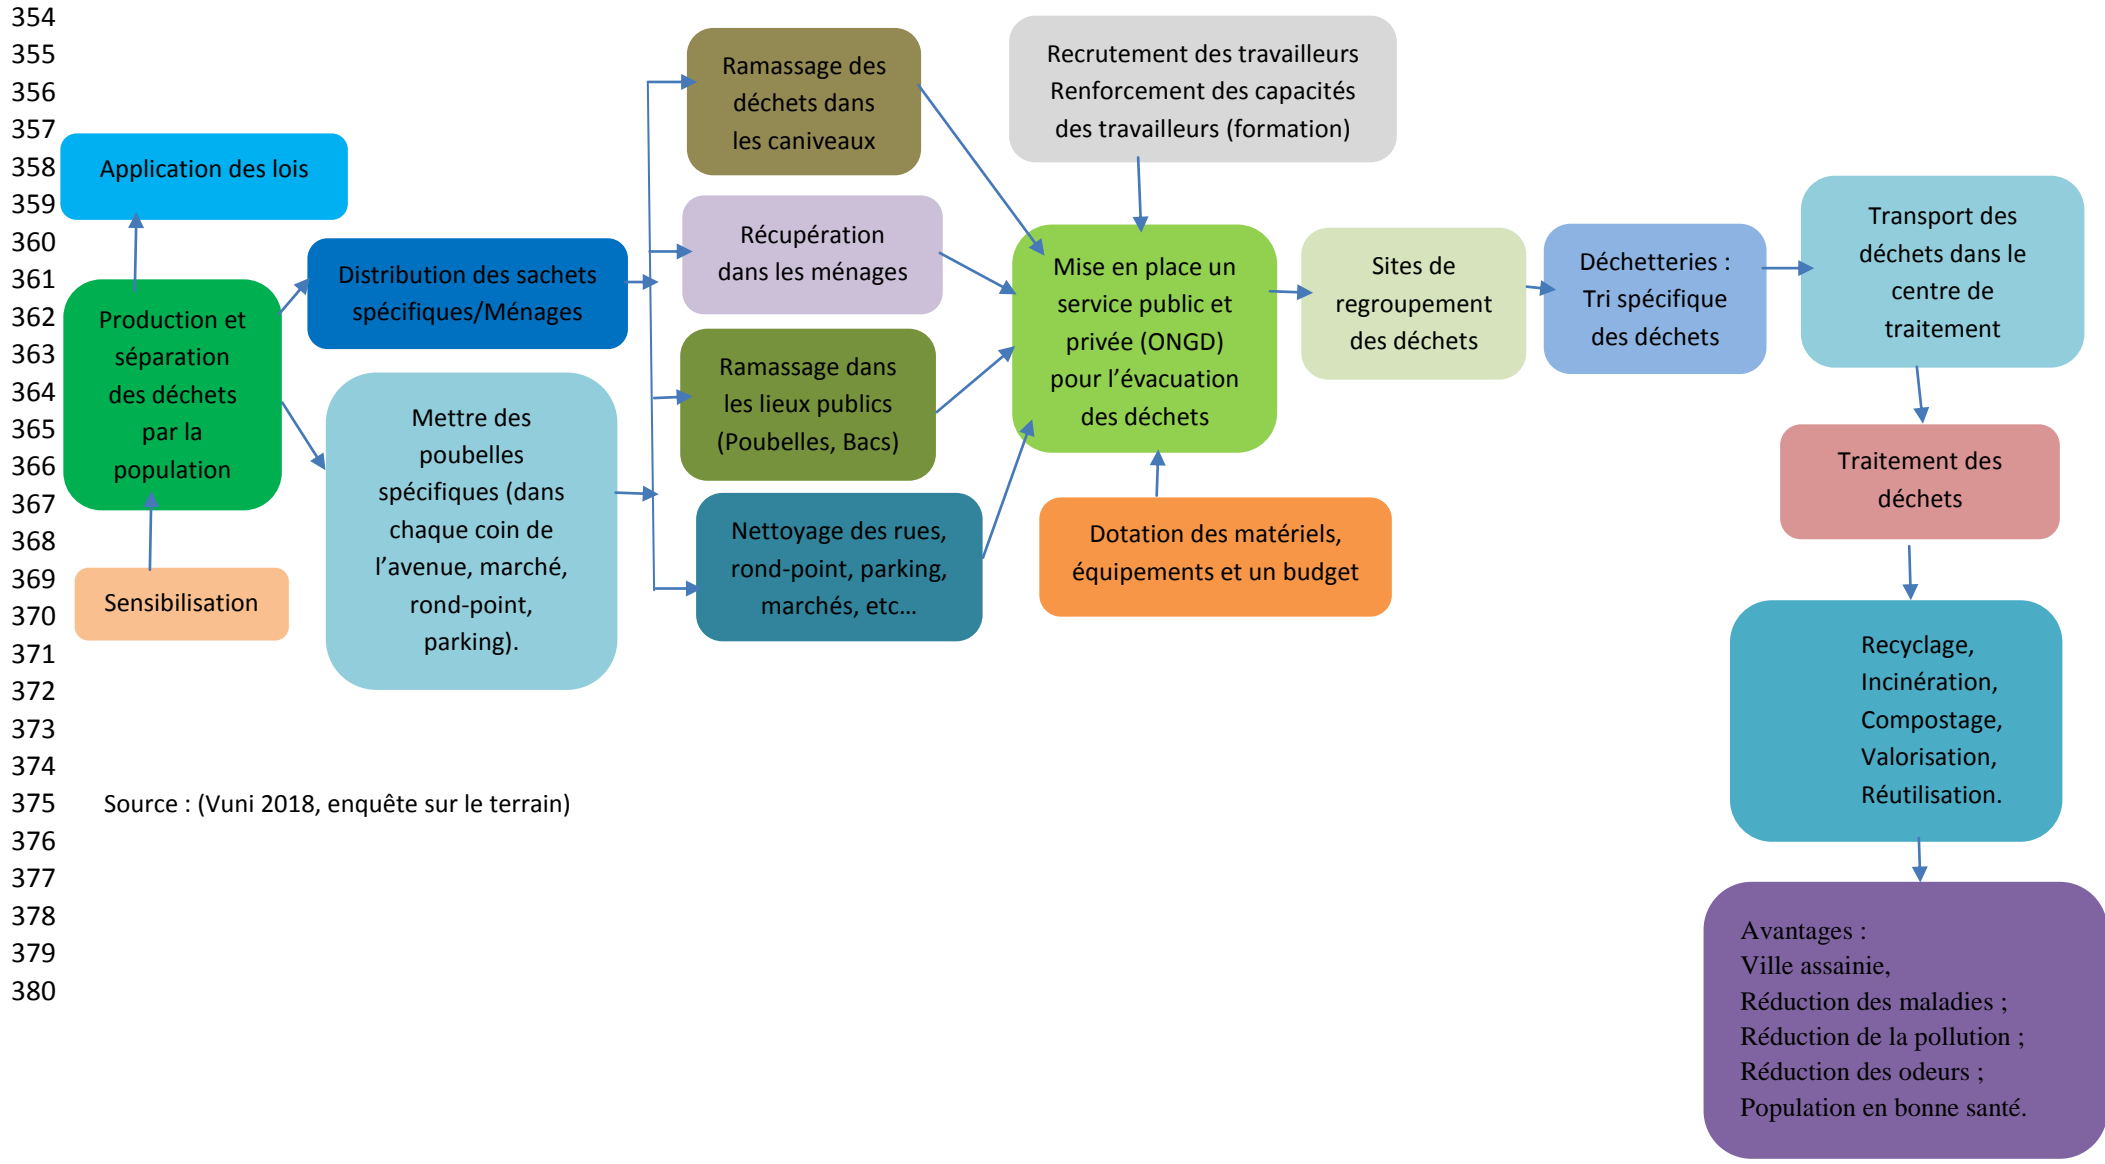 354
355
356
357
358
359
360
361
362
363
364
365
366
367
368
369
370
371
372
373
374
375
376
377
378
379
380
Application des lois
Production et
séparation
des déchets
par la
population
Sensibilisation
Distribution des sachets
spécifiques/Ménages
Mettre des
poubelles
spécifiques (dans
chaque coin de
l’avenue, marché,
rond-point,
parking).
Ramassage des
déchets dans
les caniveaux
Récupération
dans les ménages
Ramassage dans
les lieux publics
(Poubelles, Bacs)
Nettoyage des rues,
rond-point, parking,
marchés, etc…
Recrutement des travailleurs
Renforcement des capacités
des travailleurs (formation)
Mise en place un
service public et
privée (ONGD)
pour l’évacuation
des déchets
Dotation des matériels,
équipements et un budget
Sites de
regroupement
des déchets
Déchetteries :
Tri spécifique
des déchets
Transport des
déchets dans le
centre de
traitement
Traitement des
déchets
Recyclage,
Incinération,
Compostage,
Valorisation,
Réutilisation.
Avantages :
Ville assainie,
Réduction des maladies ;
Réduction de la pollution ;
Réduction des odeurs ;
Population en bonne santé.
Source : (Vuni 2018, enquête sur le terrain)